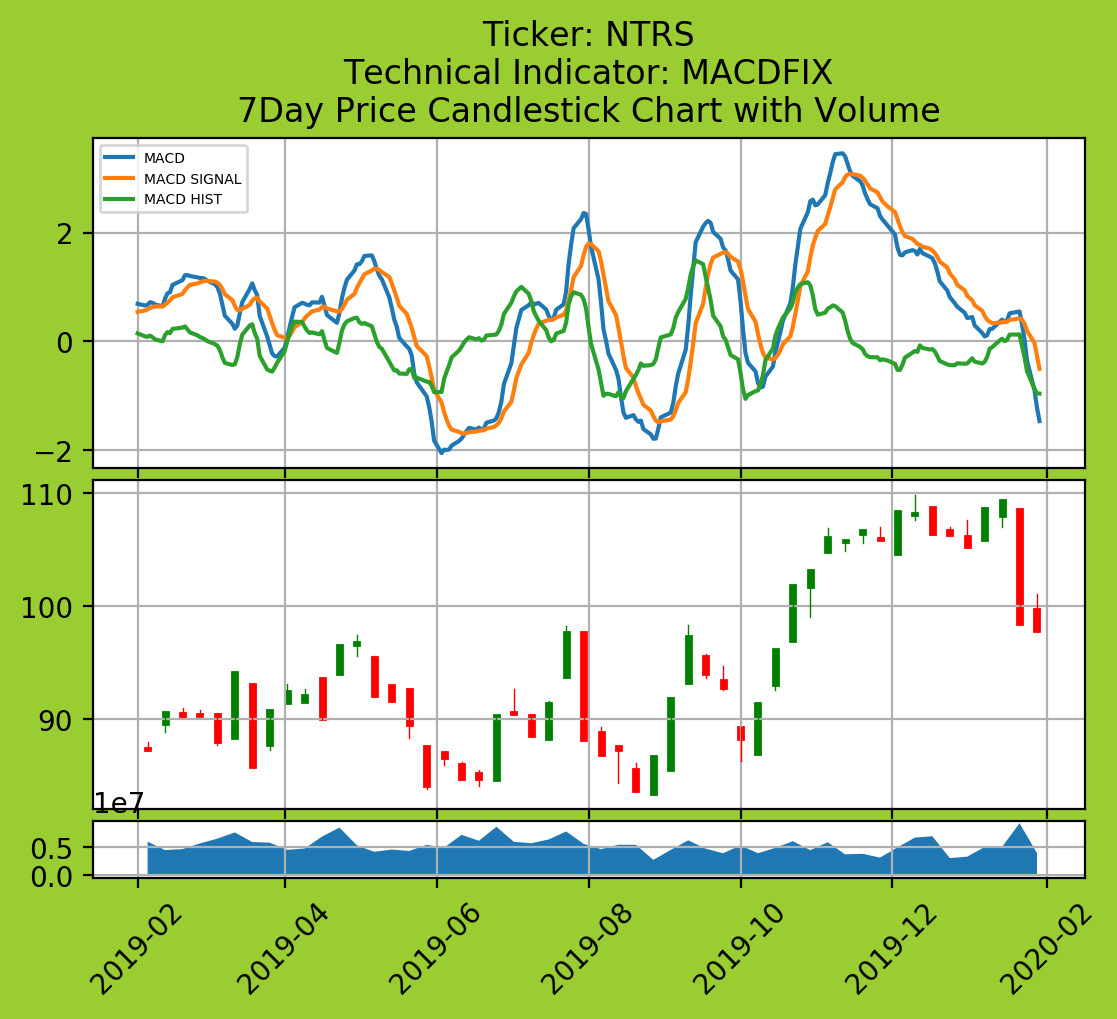 Ticker: NTRS
Technical Indicator: MACDFIX
7Day Price Candlestick Chart with Volume
MACD
MACD SIGNAL
MACD HIST
2
0
−2
110
100
90
1e7
0.5
0.0
2019-02
2019-04
2019-06
2019-08
2019-10
2019-12
2020-02